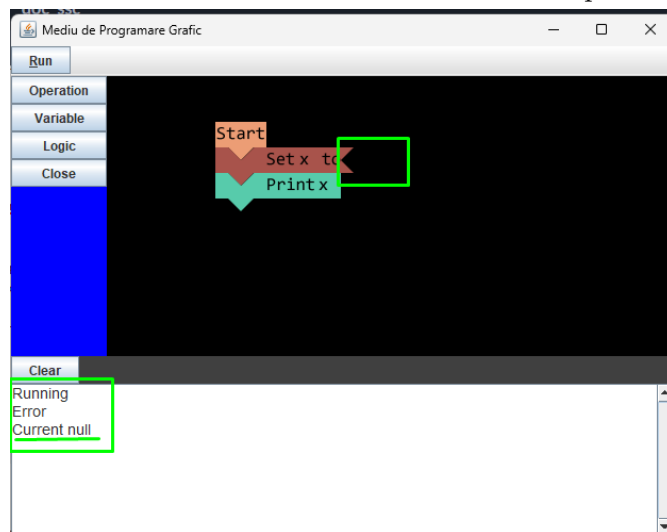 Mediu de Programare Grafic
Run
Operation
Variable
Logic
Close
Start
Set x to
Print x
Clear
Running
Error
Current null